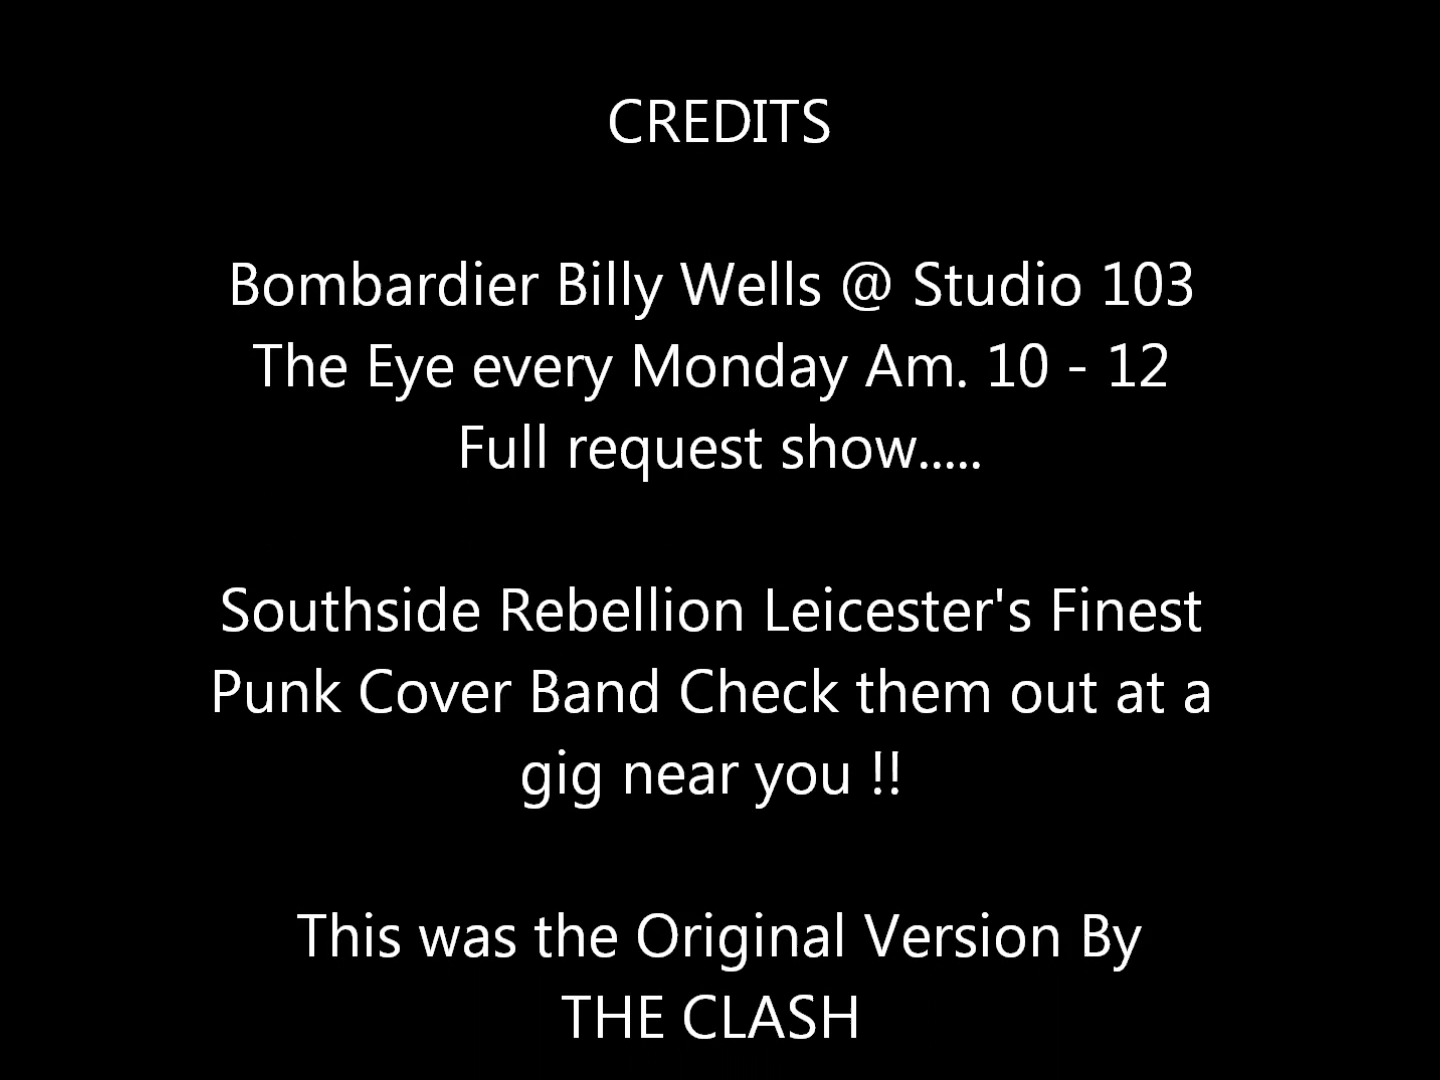 CREDITS
Bombardier Billy Wells @ Studio 103
The Eye every Monday Am. 10 - 12
Full request show.....
Southside Rebellion Leicester's Finest
Punk Cover Band Check them out at a
gig near you !!
This was the Original Version By
THE CLASH